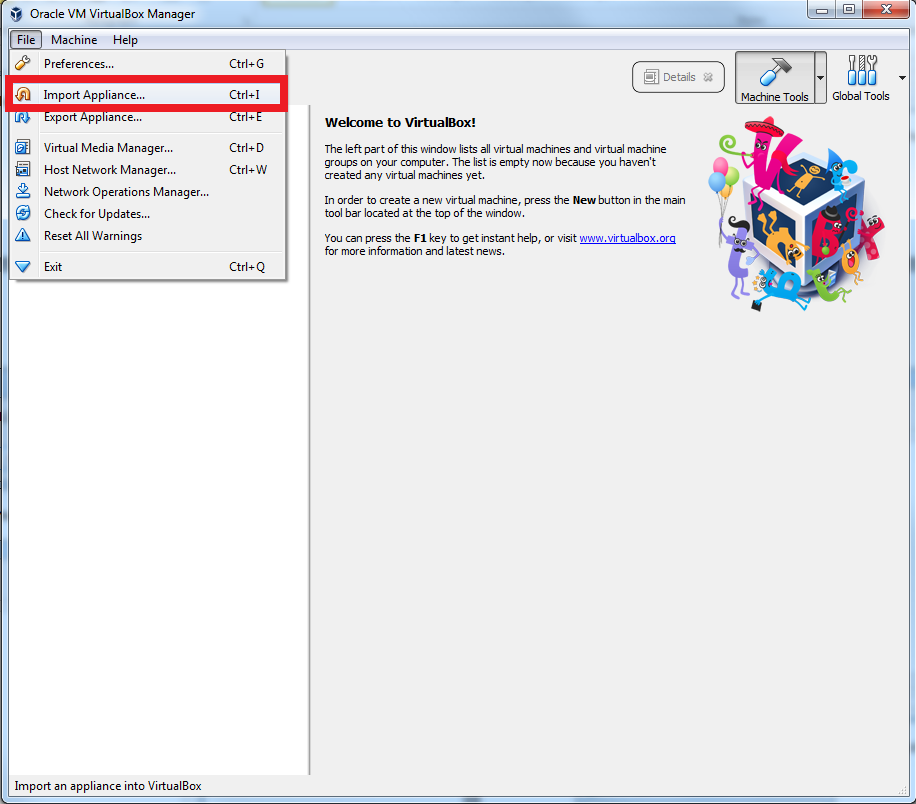 Oracle VM VirtualBox Manager
File Machine Help
Preferences... Ctrl+G
Import Appliance... Ctrl+I
Export Appliance... Ctrl+E
Virtual Media Manager... Ctrl+D
Host Network Manager... Ctrl+W
Network Operations Manager...
Check for Updates...
Reset All Warnings
Exit Ctrl+Q
Details
Machine Tools
Global Tools
Welcome to VirtualBox!
The left part of this window lists all virtual machines and virtual machine
groups on your computer. The list is empty now because you haven't
created any virtual machines yet.
In order to create a new virtual machine, press the New button in the main
tool bar located at the top of the window.
You can press the F1 key to get instant help, or visit www.virtualbox.org
for more information and latest news.
Import an appliance into VirtualBox